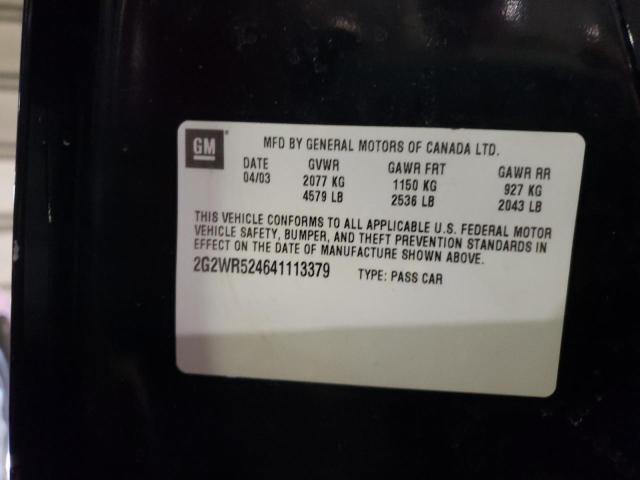 GM
MFD BY GENERAL MOTORS OF CANADA LTD.
DATE GVWR GAWR FRT GAWR RR
04/03 2077 KG 1150 KG 927 KG
4579 LB 2536 LB 2043 LB
THIS VEHICLE CONFORMS TO ALL APPLICABLE U.S. FEDERAL MOTOR
VEHICLE SAFETY, BUMPER, AND THEFT PREVENTION STANDARDS IN
EFFECT ON THE DATE OF MANUFACTURE SHOWN ABOVE.
2G2WR524641113379 TYPE: PASS CAR